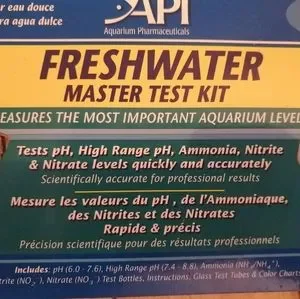 er eau douce
ra agua dulce
API
Aquarium Pharmaceuticals
FRESHWATER
MASTER TEST KIT
EASURES THE MOST IMPORTANT AQUARIUM LEVEL
Tests pH, High Range pH, Ammonia, Nitrite
& Nitrate levels quickly and accurately
Scientifically accurate for professional results
Mesure les valeurs du pH , de l'Ammoniaque,
des Nitrites et des Nitrates
Rapide & précis
Précision scientifique pour des résultats professionnels
Includes: pH (6.0 - 7.6), High Range pH (7.4 - 8.8), Ammonia (NH₃/NH₄⁺),
trite (NO₂⁻), Nitrate (NO₃⁻) Test Bottles, Instructions, Glass Test Tubes & Color Charts